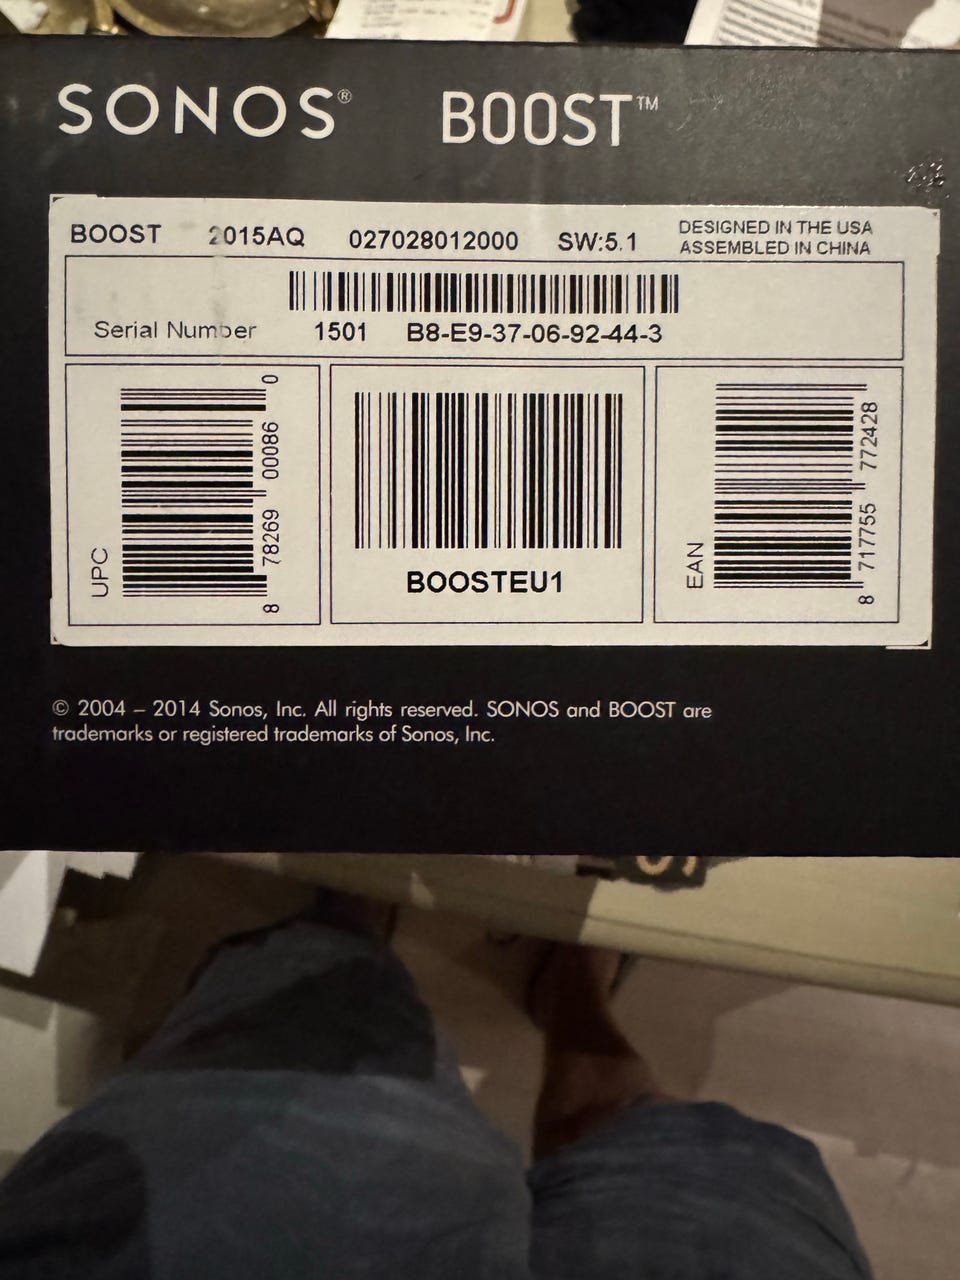 SONOS® BOOST™
BOOST 2015AQ 027028012000 SW:5.1 DESIGNED IN THE USA
ASSEMBLED IN CHINA
Serial Number 1501 B8-E9-37-06-92-44-3
UPC
8 78269 00086 0
BOOSTEU1
EAN
8 717755 772428
© 2004 – 2014 Sonos, Inc. All rights reserved. SONOS and BOOST are
trademarks or registered trademarks of Sonos, Inc.